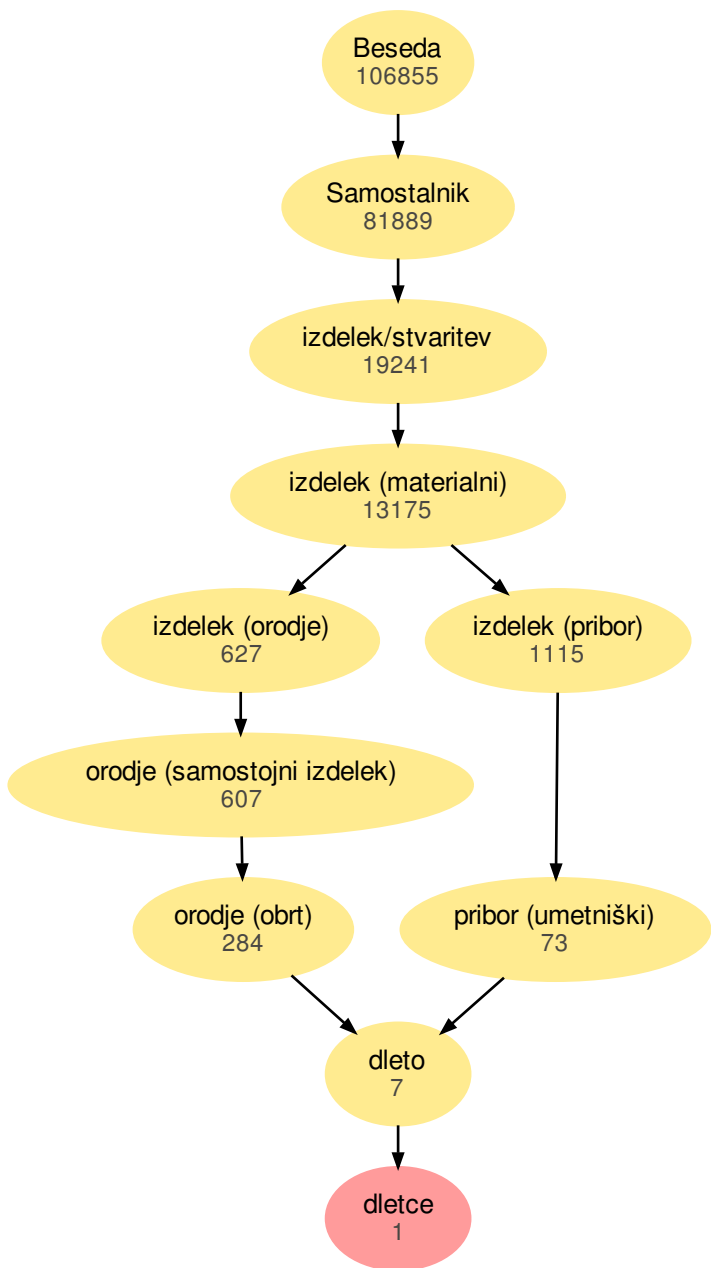 Beseda
106855
Samostalnik
81889
izdelek/stvaritev
19241
izdelek (materialni)
13175
izdelek (orodje)
627
izdelek (pribor)
1115
orodje (samostojni izdelek)
607
orodje (obrt)
284
pribor (umetniški)
73
dleto
7
dletce
1